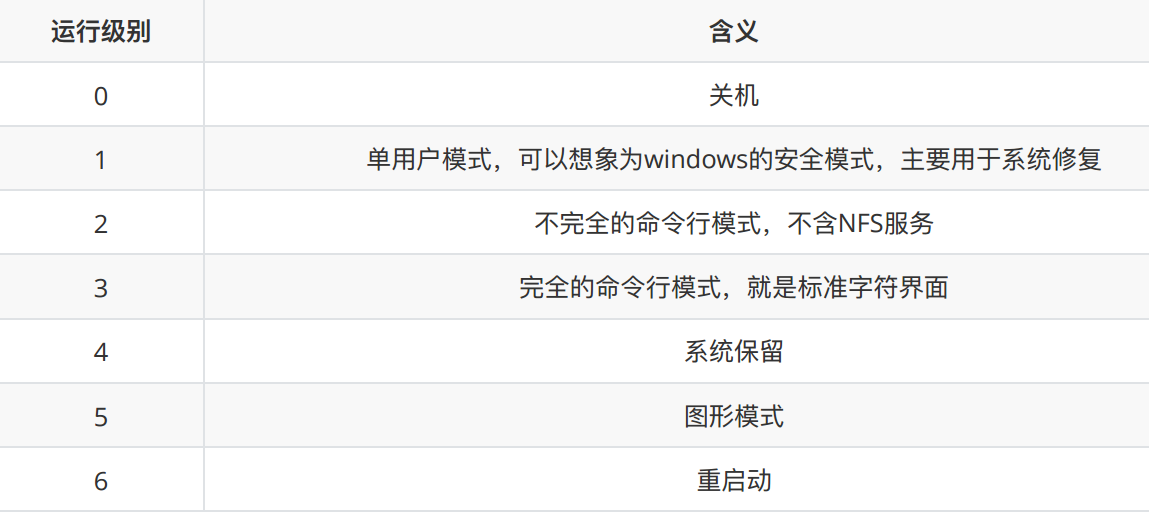 运行级别 含义
0 关机
1 单用户模式，可以想象为windows的安全模式，主要用于系统修复
2 不完全的命令行模式，不含NFS服务
3 完全的命令行模式，就是标准字符界面
4 系统保留
5 图形模式
6 重启动